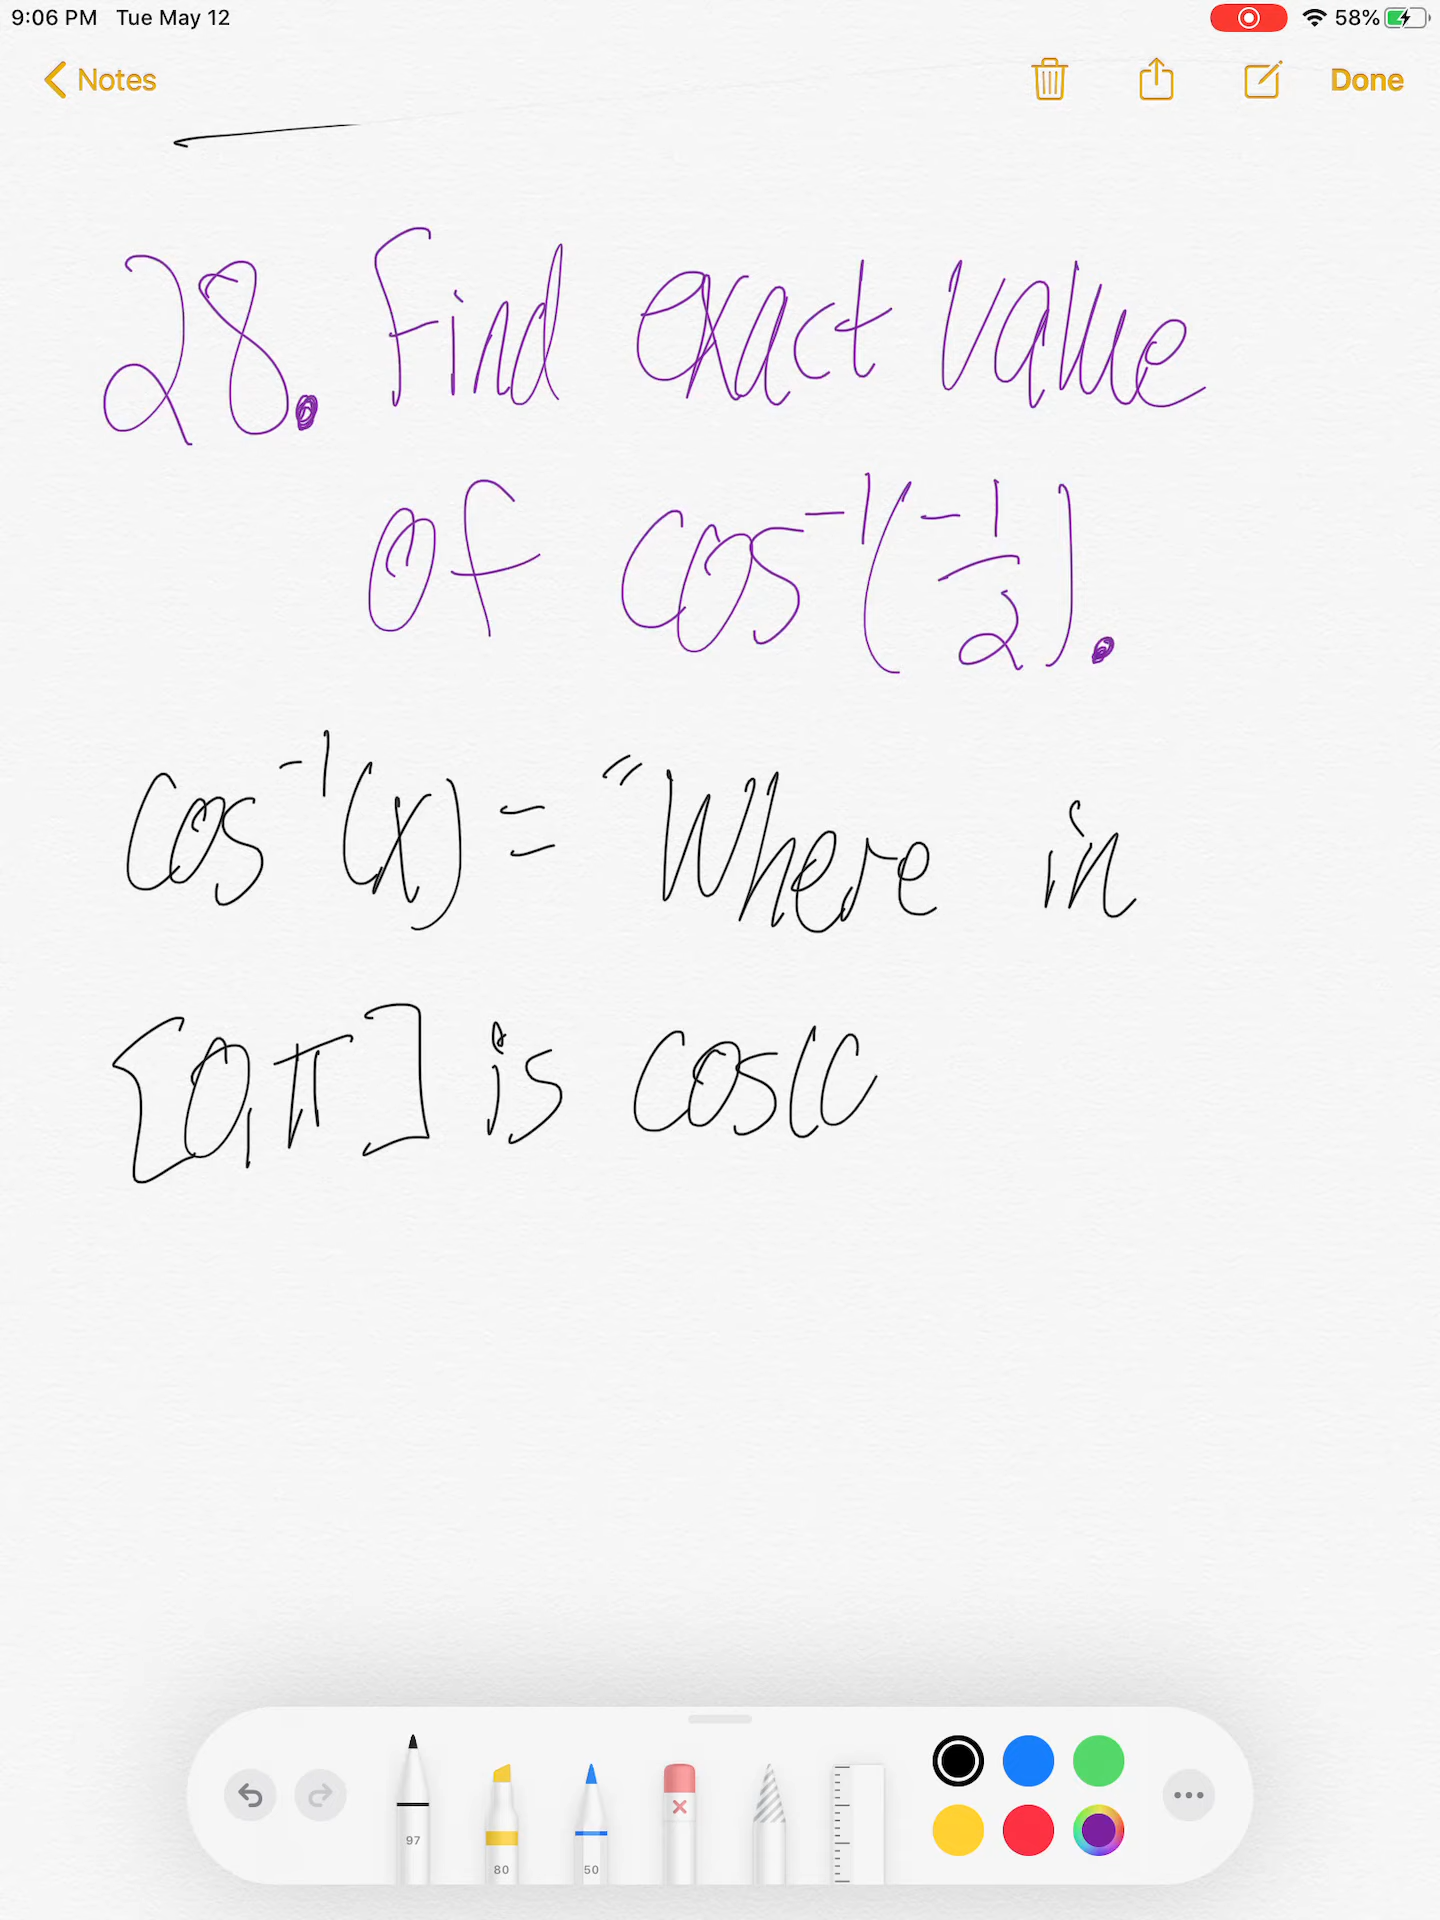 9:06 PM Tue May 12 58%
Notes Done
28. Find exact value
of cos⁻¹(-1/2).
cos⁻¹(x) = "Where in
[0,π] is cos(c
97 80 50